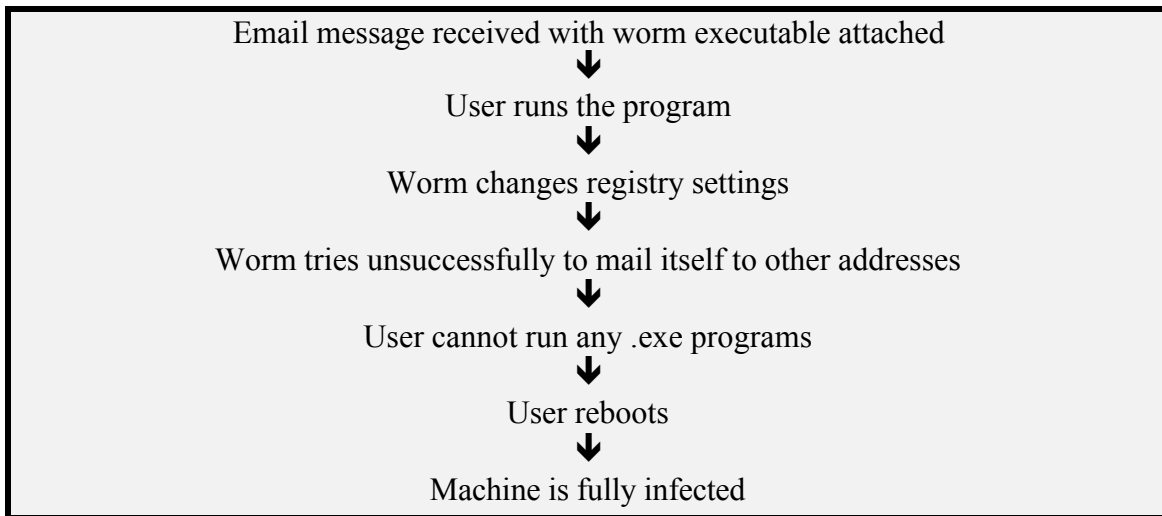 Email message received with worm executable attached
User runs the program
Worm changes registry settings
Worm tries unsuccessfully to mail itself to other addresses
User cannot run any .exe programs
User reboots
Machine is fully infected